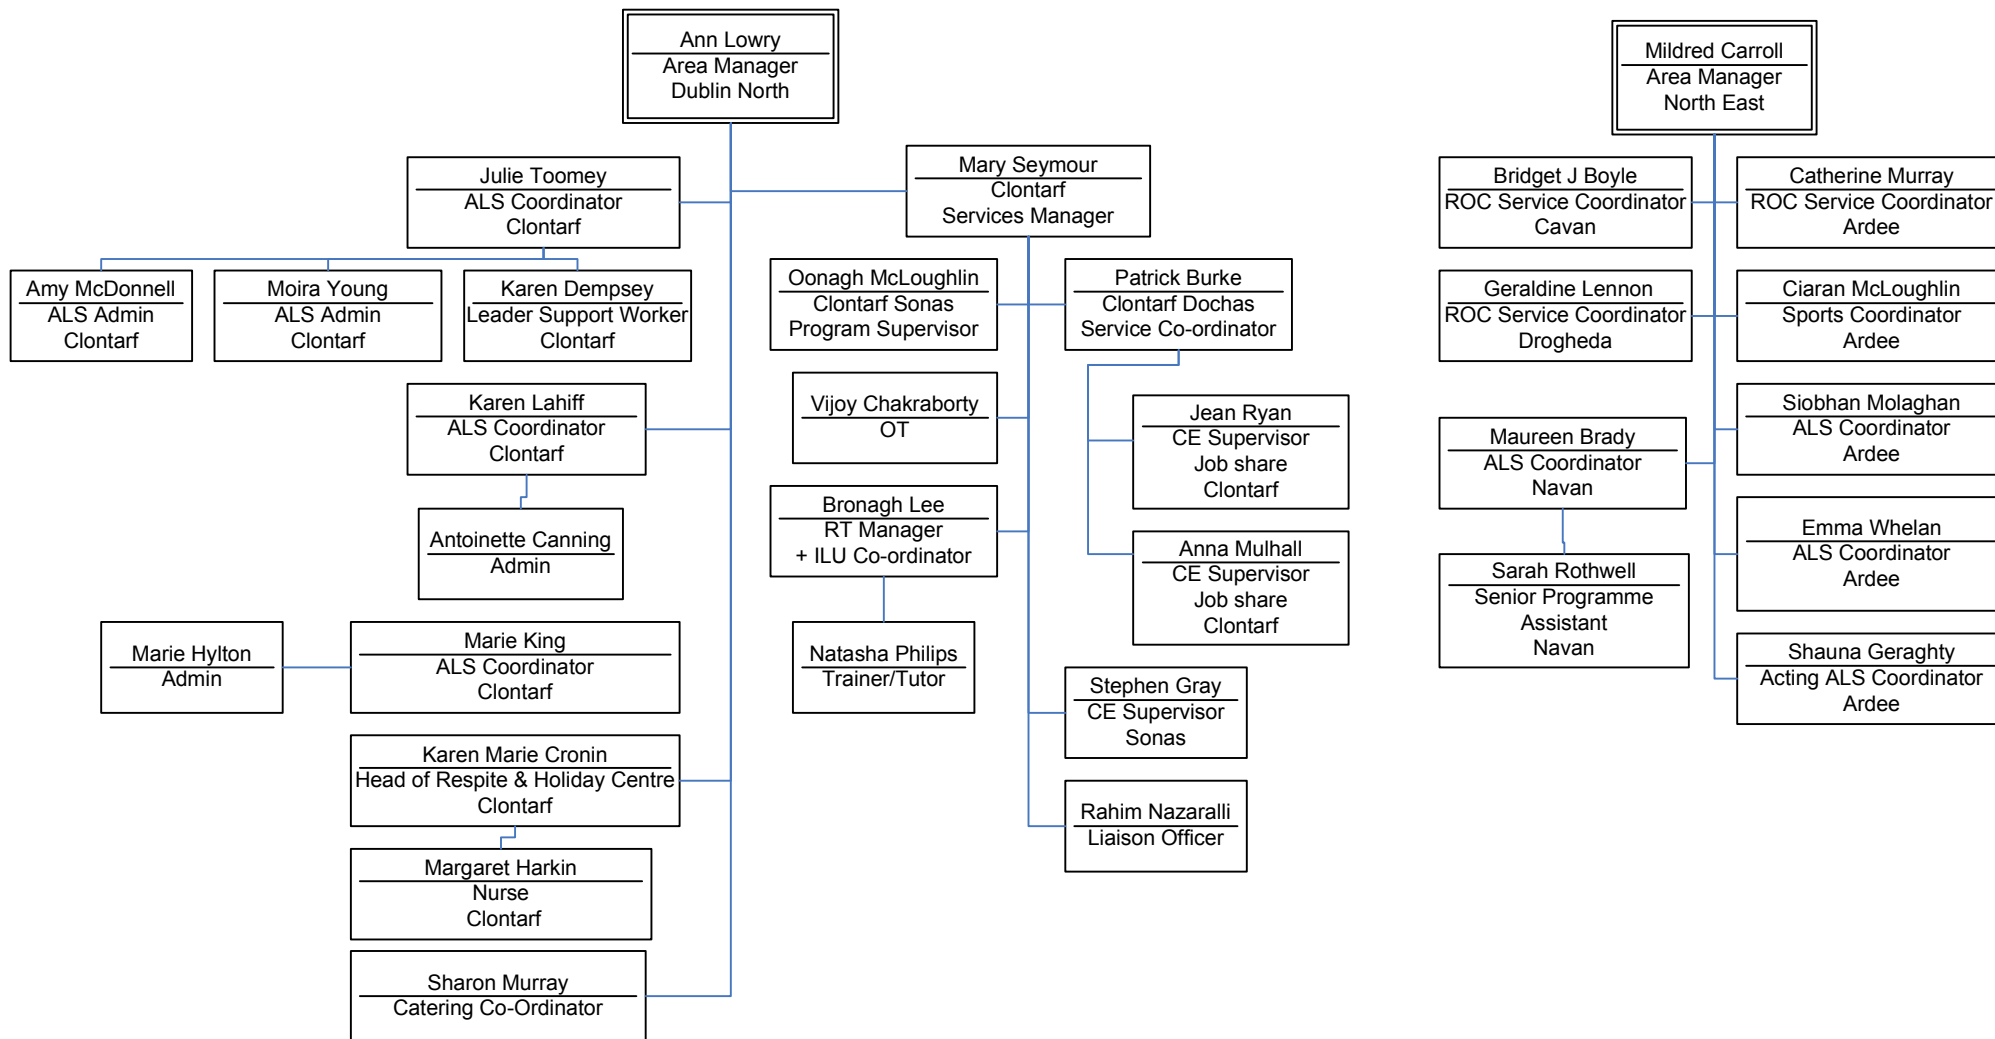 Ann Lowry
Area Manager
Dublin North
Mildred Carroll
Area Manager
North East
Julie Toomey
ALS Coordinator
Clontarf
Mary Seymour
Clontarf
Services Manager
Bridget J Boyle
ROC Service Coordinator
Cavan
Catherine Murray
ROC Service Coordinator
Ardee
Amy McDonnell
ALS Admin
Clontarf
Moira Young
ALS Admin
Clontarf
Karen Dempsey
Leader Support Worker
Clontarf
Oonagh McLoughlin
Clontarf Sonas
Program Supervisor
Patrick Burke
Clontarf Dochas
Service Co-ordinator
Geraldine Lennon
ROC Service Coordinator
Drogheda
Ciaran McLoughlin
Sports Coordinator
Ardee
Karen Lahiff
ALS Coordinator
Clontarf
Vijoy Chakraborty
OT
Jean Ryan
CE Supervisor
Job share
Clontarf
Maureen Brady
ALS Coordinator
Navan
Siobhan Molaghan
ALS Coordinator
Ardee
Antoinette Canning
Admin
Bronagh Lee
RT Manager
+ ILU Co-ordinator
Anna Mulhall
CE Supervisor
Job share
Clontarf
Sarah Rothwell
Senior Programme
Assistant
Navan
Emma Whelan
ALS Coordinator
Ardee
Marie Hylton
Admin
Marie King
ALS Coordinator
Clontarf
Natasha Philips
Trainer/Tutor
Stephen Gray
CE Supervisor
Sonas
Shauna Geraghty
Acting ALS Coordinator
Ardee
Karen Marie Cronin
Head of Respite & Holiday Centre
Clontarf
Rahim Nazaralli
Liaison Officer
Margaret Harkin
Nurse
Clontarf
Sharon Murray
Catering Co-Ordinator